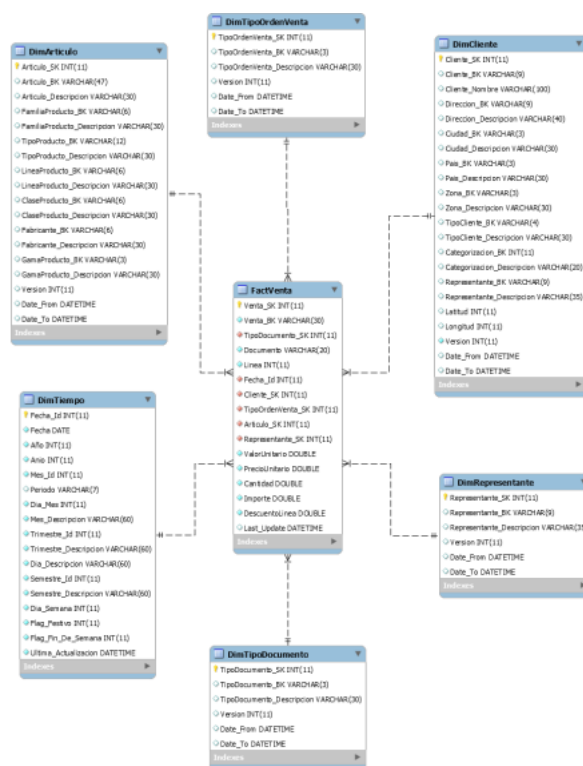 DimTipoOrdenVenta
TipoOrdenVenta_SK INT(11)
TipoOrdenVenta_BK VARCHAR(3)
TipoOrdenVenta_Descripcion VARCHAR(30)
Version INT(11)
Date_From DATETIME
Date_To DATETIME
Indexes
DimArticulo
Articulo_SK INT(11)
Articulo_BK VARCHAR(47)
Articulo_Descripcion VARCHAR(30)
FamiliaProducto_BK VARCHAR(6)
FamiliaProducto_Descripcion VARCHAR(30)
TipoProducto_BK VARCHAR(12)
TipoProducto_Descripcion VARCHAR(30)
LineaProducto_BK VARCHAR(6)
LineaProducto_Descripcion VARCHAR(30)
ClaseProducto_BK VARCHAR(6)
ClaseProducto_Descripcion VARCHAR(30)
Fabricante_BK VARCHAR(6)
Fabricante_Descripcion VARCHAR(30)
GamaProducto_BK VARCHAR(3)
GamaProducto_Descripcion VARCHAR(30)
Version INT(11)
Date_From DATETIME
Date_To DATETIME
Indexes
DimCliente
Cliente_SK INT(11)
Cliente_BK VARCHAR(9)
Cliente_Nombre VARCHAR(100)
Direccion_BK VARCHAR(9)
Direccion_Descripcion VARCHAR(40)
Ciudad_BK VARCHAR(3)
Ciudad_Descripcion VARCHAR(30)
Pais_BK VARCHAR(3)
Pais_Descripcion VARCHAR(30)
Zona_BK VARCHAR(3)
Zona_Descripcion VARCHAR(30)
TipoCliente_BK VARCHAR(4)
TipoCliente_Descripcion VARCHAR(30)
Categorizacion_BK INT(11)
Categorizacion_Descripcion VARCHAR(20)
Representante_BK VARCHAR(9)
Representante_Descripcion VARCHAR(35)
Latitud INT(11)
Longitud INT(11)
Version INT(11)
Date_From DATETIME
Date_To DATETIME
Indexes
FactVenta
Venta_SK INT(11)
Venta_BK VARCHAR(30)
TipoDocumento_SK INT(11)
Documento VARCHAR(20)
Linea INT(11)
Fecha_Id INT(11)
Cliente_SK INT(11)
TipoOrdenVenta_SK INT(11)
Articulo_SK INT(11)
Representante_SK INT(11)
ValorUnitario DOUBLE
PrecioUnitario DOUBLE
Cantidad DOUBLE
Importe DOUBLE
DescuentoLinea DOUBLE
Last_Update DATETIME
Indexes
DimTiempo
Fecha_Id INT(11)
Fecha DATE
Año INT(11)
Anio INT(11)
Mes_Id INT(11)
Periodo VARCHAR(7)
Dia_Mes INT(11)
Mes_Descripcion VARCHAR(60)
Trimestre_Id INT(11)
Trimestre_Descripcion VARCHAR(60)
Dia_Descripcion VARCHAR(60)
Semestre_Id INT(11)
Semestre_Descripcion VARCHAR(60)
Dia_Semana INT(11)
Flag_Festivo INT(11)
Flag_Fin_De_Semana INT(11)
Ultima_Actualizacion DATETIME
Indexes
DimRepresentante
Representante_SK INT(11)
Representante_BK VARCHAR(9)
Representante_Descripcion VARCHAR(35
Version INT(11)
Date_From DATETIME
Date_To DATETIME
Indexes
DimTipoDocumento
TipoDocumento_SK INT(11)
TipoDocumento_BK VARCHAR(3)
TipoDocumento_Descripcion VARCHAR(30)
Version INT(11)
Date_From DATETIME
Date_To DATETIME
Indexes